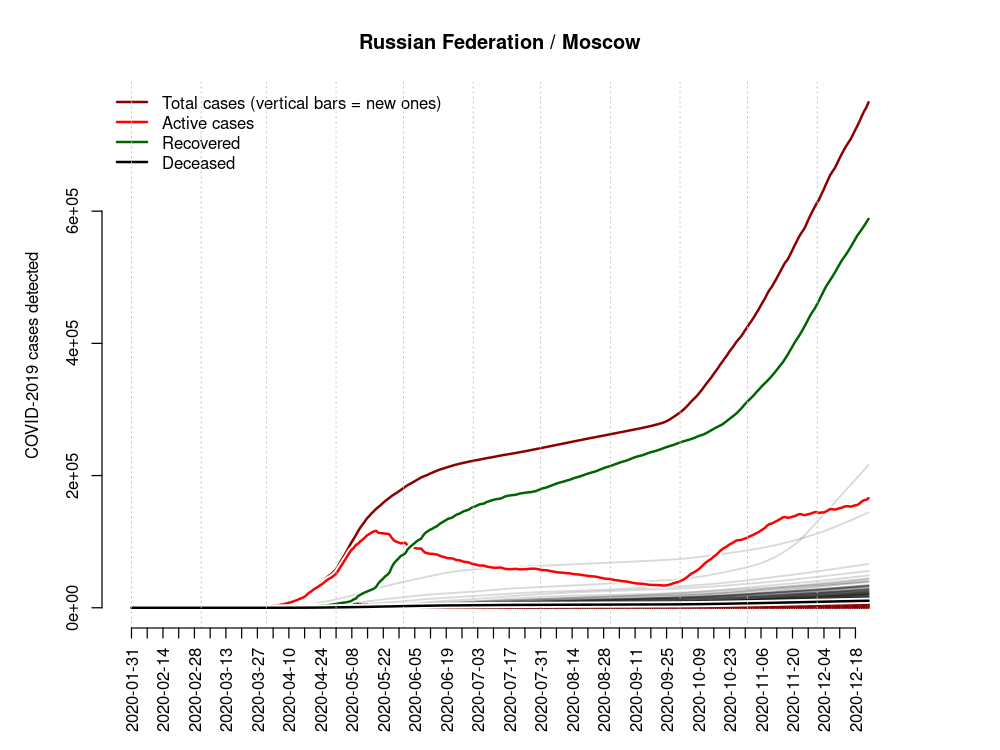 Russian Federation / Moscow
Total cases (vertical bars = new ones)
Active cases
Recovered
Deceased
COVID-2019 cases detected
6e+05
4e+05
2e+05
0e+00
2020-01-31
2020-02-14
2020-02-28
2020-03-13
2020-03-27
2020-04-10
2020-04-24
2020-05-08
2020-05-22
2020-06-05
2020-06-19
2020-07-03
2020-07-17
2020-07-31
2020-08-14
2020-08-28
2020-09-11
2020-09-25
2020-10-09
2020-10-23
2020-11-06
2020-11-20
2020-12-04
2020-12-18